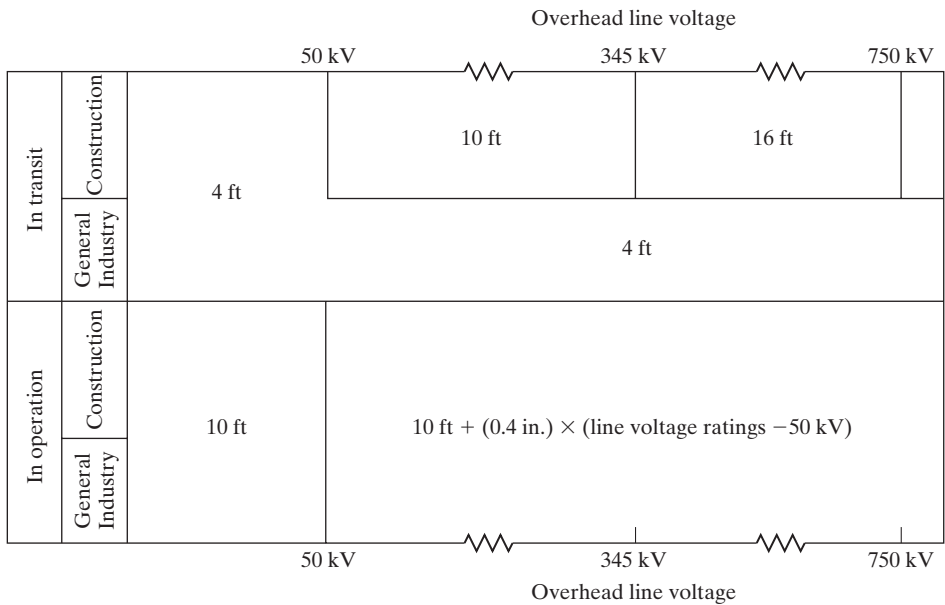 Overhead line voltage
50 kV
345 kV
750 kV
In transit
Construction
General
Industry
4 ft
10 ft
16 ft
4 ft
In operation
Construction
General
Industry
10 ft
10 ft + (0.4 in.) × (line voltage ratings −50 kV)
50 kV
345 kV
750 kV
Overhead line voltage